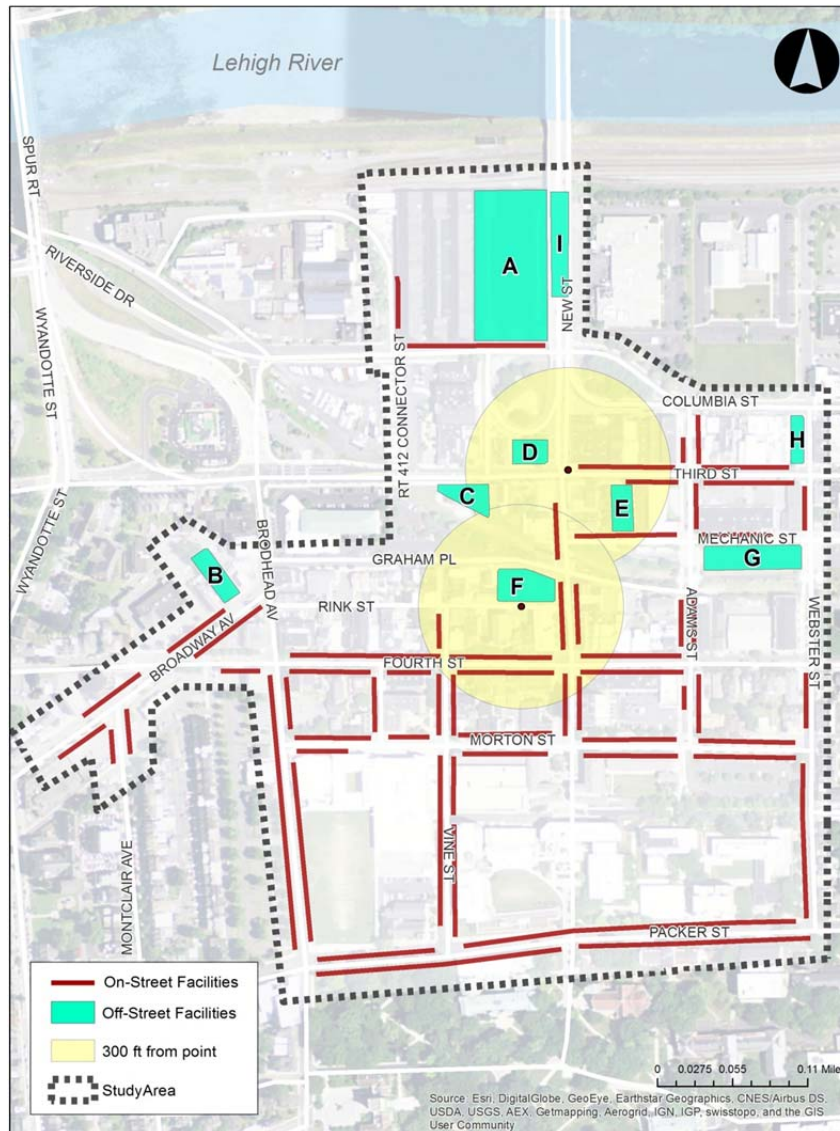 Lehigh River
SPUR RT
RIVERSIDE DR
WYANDOTTE ST
WYANDOTTE ST
A
I
NEW ST
RT 412 CONNECTOR ST
COLUMBIA ST
H
D
THIRD ST
C
E
MECHANIC ST
G
BRODHEAD AV
GRAHAM PL
B
F
RINK ST
ADAMS ST
WEBSTER ST
BROADWAY AV
FOURTH ST
MORTON ST
VINE ST
MONTCLAIR AVE
PACKER ST
On-Street Facilities
Off-Street Facilities
300 ft from point
StudyArea
0 0.0275 0.055 0.11 Mile
Source: Esri, DigitalGlobe, GeoEye, Earthstar Geographics, CNES/Airbus DS,
USDA, USGS, AEX, Getmapping, Aerogrid, IGN, IGP, swisstopo, and the GIS
User Community